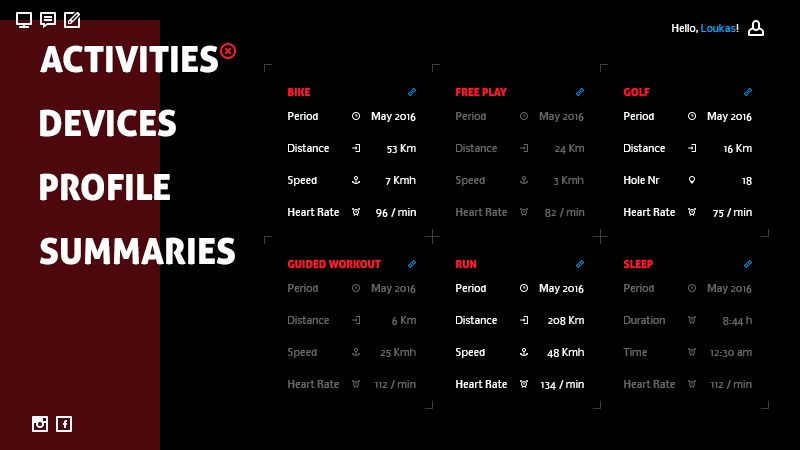 Hello, Loukas!
ACTIVITIES
DEVICES
PROFILE
SUMMARIES
BIKE
Period May 2016
Distance 53 Km
Speed 7 Kmh
Heart Rate 96 / min
FREE PLAY
Period May 2016
Distance 24 Km
Speed 3 Kmh
Heart Rate 82 / min
GOLF
Period May 2016
Distance 16 Km
Hole Nr 18
Heart Rate 75 / min
GUIDED WORKOUT
Period May 2016
Distance 6 Km
Speed 25 Kmh
Heart Rate 112 / min
RUN
Period May 2016
Distance 208 Km
Speed 48 Kmh
Heart Rate 134 / min
SLEEP
Period May 2016
Duration 8:44 h
Time 12:30 am
Heart Rate 112 / min